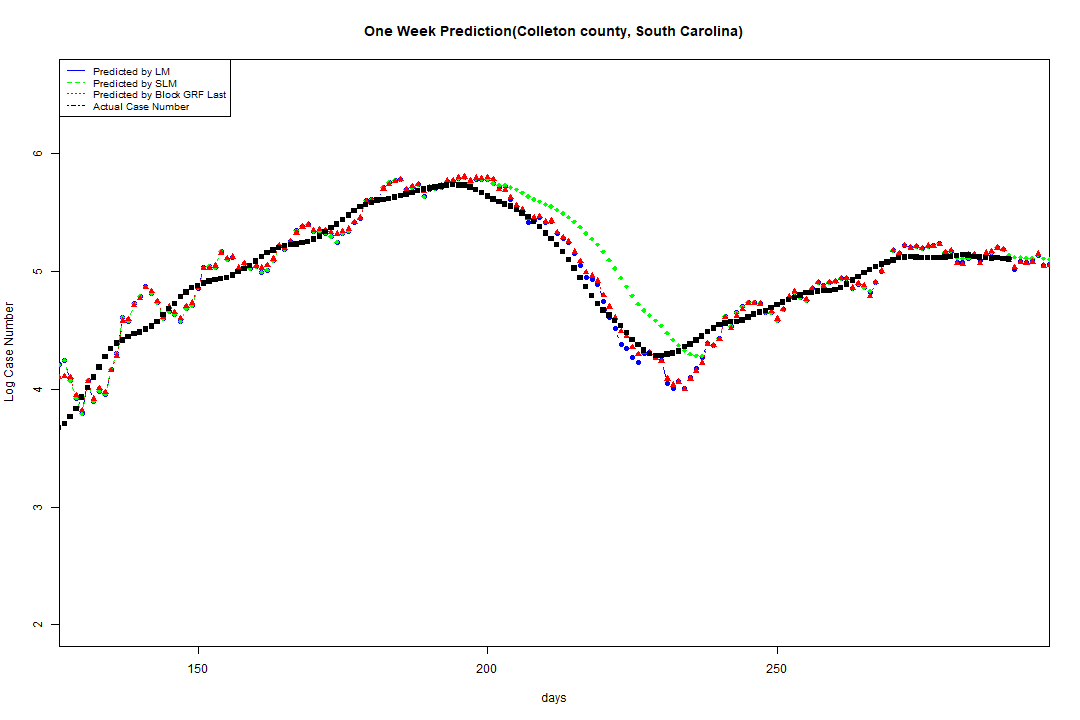 One Week Prediction(Colleton county, South Carolina)
Predicted by LM
Predicted by SLM
Predicted by Block GRF Last
Actual Case Number
6
5
4
3
2
Log Case Number
150
200
250
days